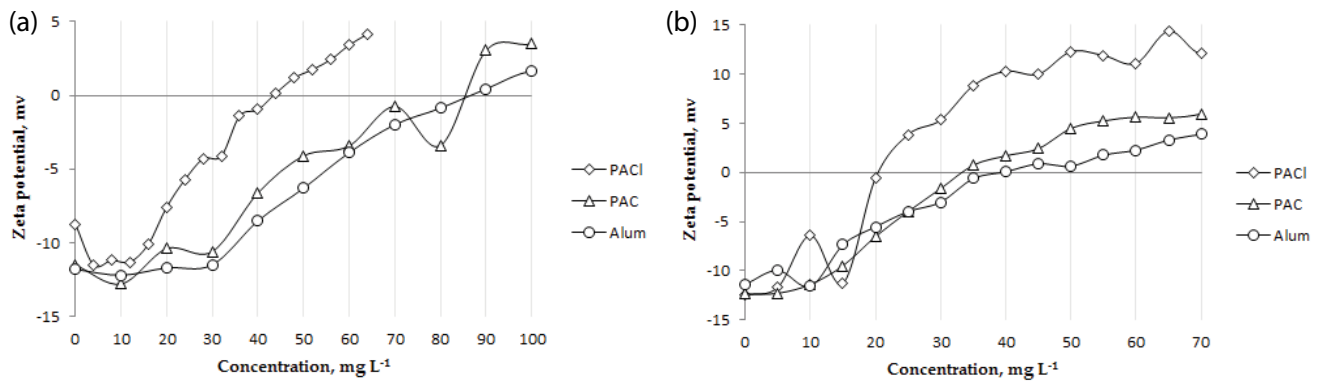 (a)
Zeta potential, mv
5
0
-5
-10
-15
0 10 20 30 40 50 60 70 80 90 100
Concentration, mg L⁻¹
PACl
PAC
Alum
(b)
Zeta potential, mv
15
10
5
0
-5
-10
-15
0 10 20 30 40 50 60 70
Concentration, mg L⁻¹
PACl
PAC
Alum